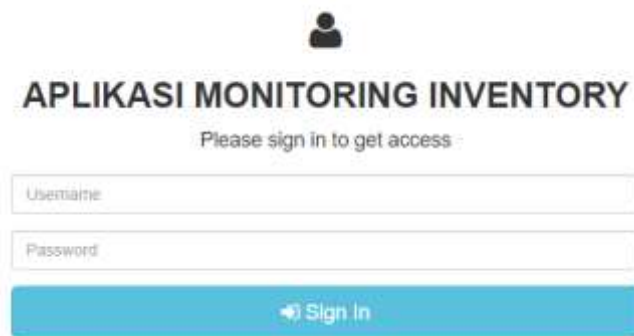 APLIKASI MONITORING INVENTORY
Please sign in to get access
Username
Password
Sign In